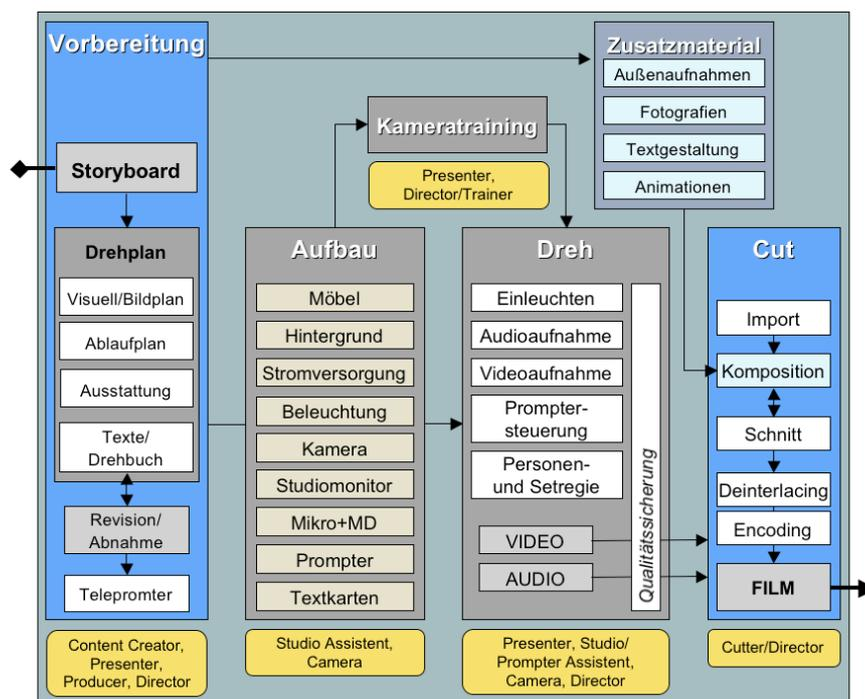 Vorbereitung
Storyboard
Drehplan
Visuell/Bildplan
Ablaufplan
Ausstattung
Texte/
Drehbuch
Revision/
Abnahme
Telepromter
Content Creator,
Presenter,
Producer, Director
Aufbau
Möbel
Hintergrund
Stromversorgung
Beleuchtung
Kamera
Studiomonitor
Mikro+MD
Prompter
Textkarten
Studio Assistent,
Camera
Kameratraining
Presenter,
Director/Trainer
Dreh
Einleuchten
Audioaufnahme
Videoaufnahme
Prompter-
steuerung
Personen-
und Setregie
VIDEO
AUDIO
Qualitätssicherung
Presenter, Studio/
Prompter Assistent,
Camera, Director
Zusatzmaterial
Außenaufnahmen
Fotografien
Textgestaltung
Animationen
Cut
Import
Komposition
Schnitt
Deinterlacing
Encoding
FILM
Cutter/Director